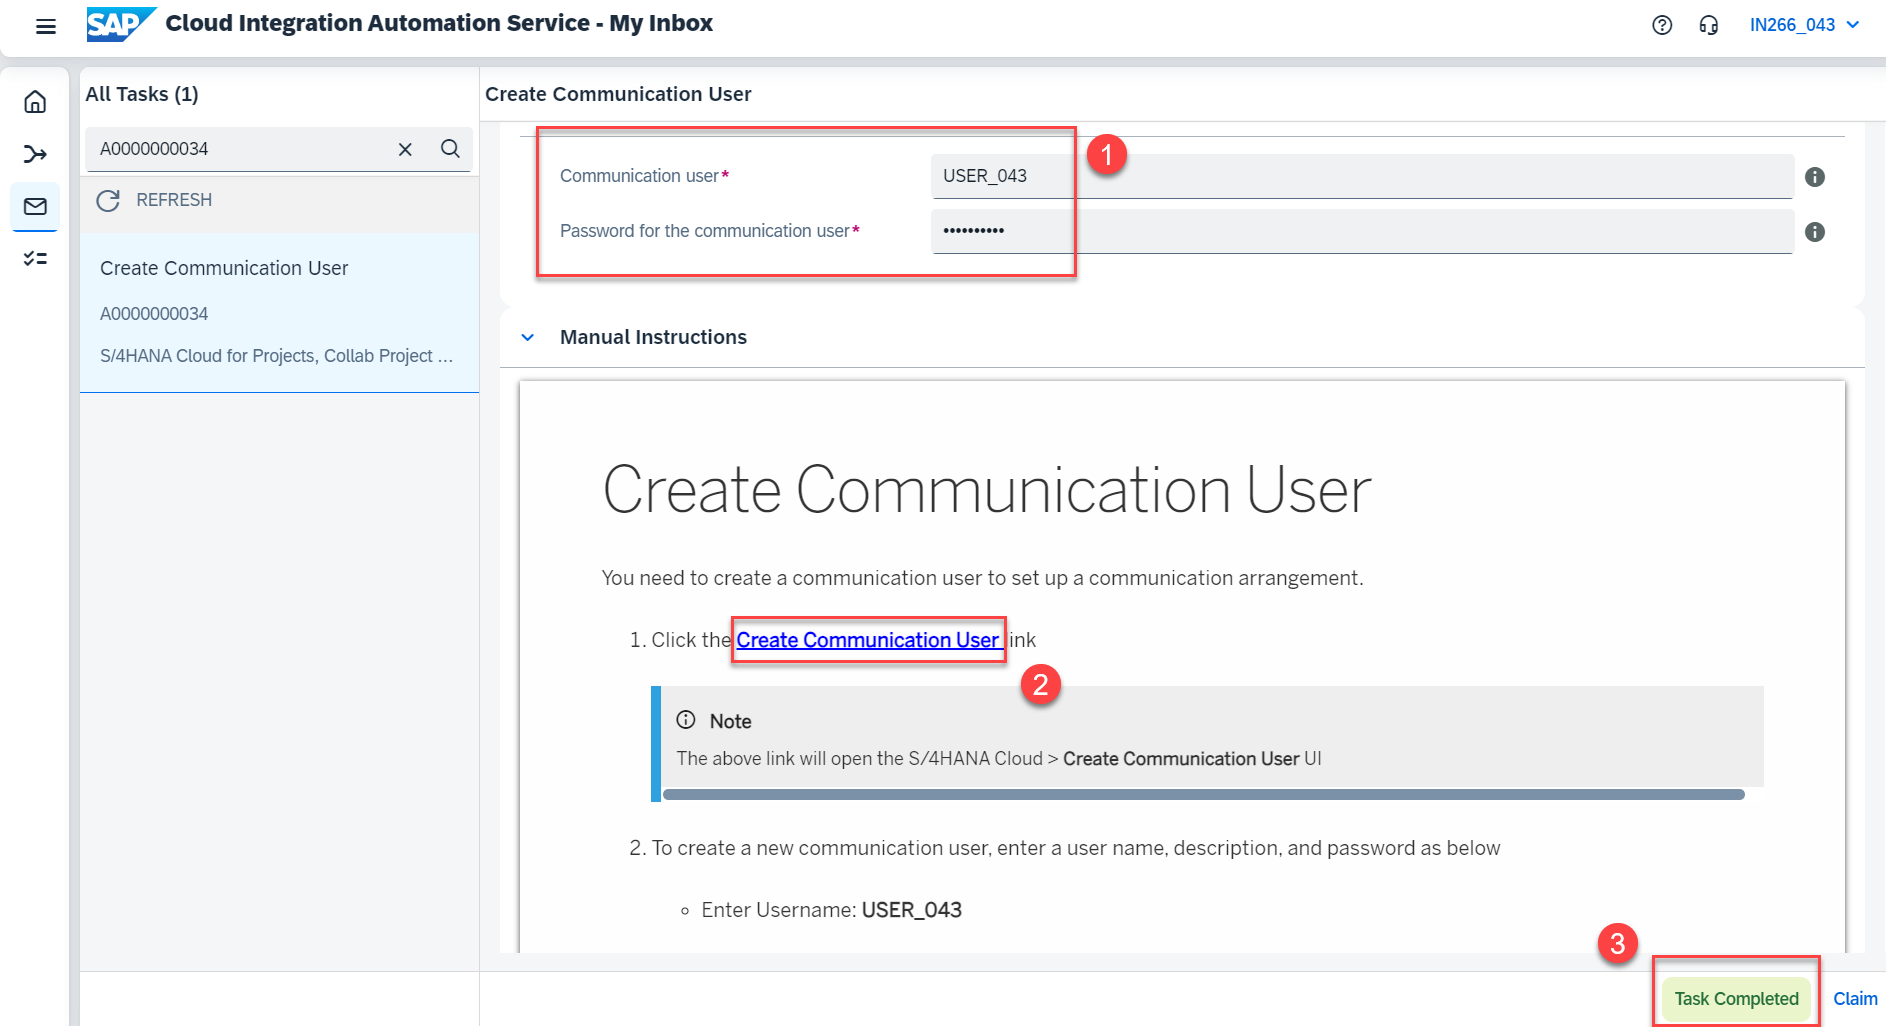 SAP Cloud Integration Automation Service - My Inbox
IN266_043
All Tasks (1)
A0000000034
REFRESH
Create Communication User
A0000000034
S/4HANA Cloud for Projects, Collab Project ...
Create Communication User
Communication user*
USER_043
1
Password for the communication user*
••••••••••
Manual Instructions
Create Communication User
You need to create a communication user to set up a communication arrangement.
1. Click the Create Communication User ink
2
Note
The above link will open the S/4HANA Cloud > Create Communication User UI
2. To create a new communication user, enter a user name, description, and password as below
Enter Username: USER_043
3
Task Completed
Claim